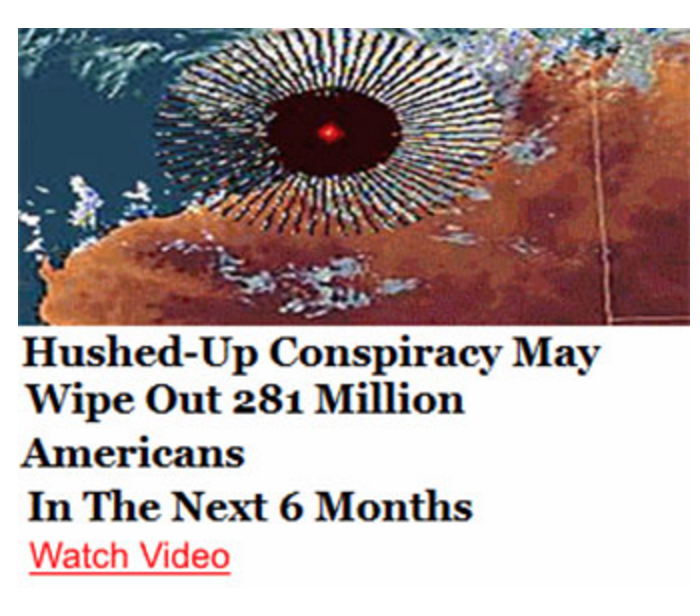 Hushed-Up Conspiracy May
Wipe Out 281 Million
Americans
In The Next 6 Months
Watch Video